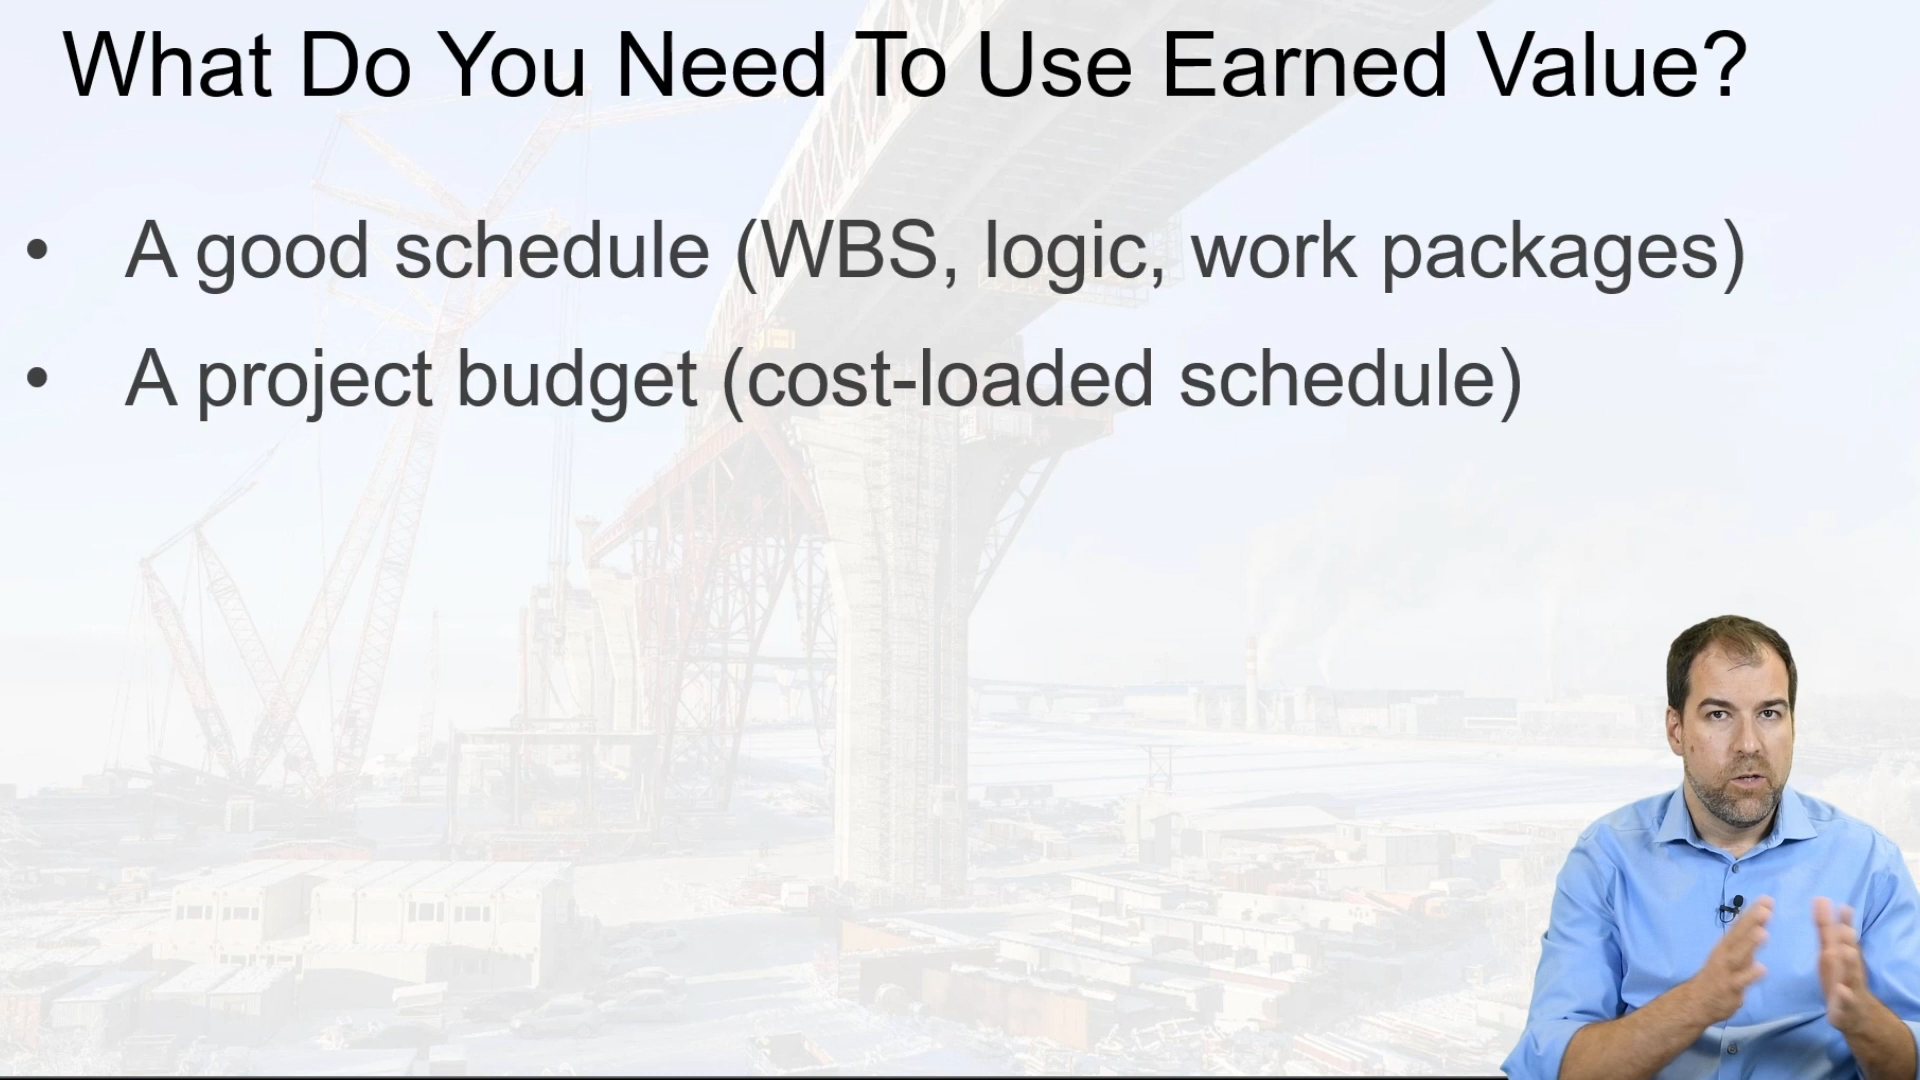 What Do You Need To Use Earned Value?
• A good schedule (WBS, logic, work packages)
• A project budget (cost-loaded schedule)